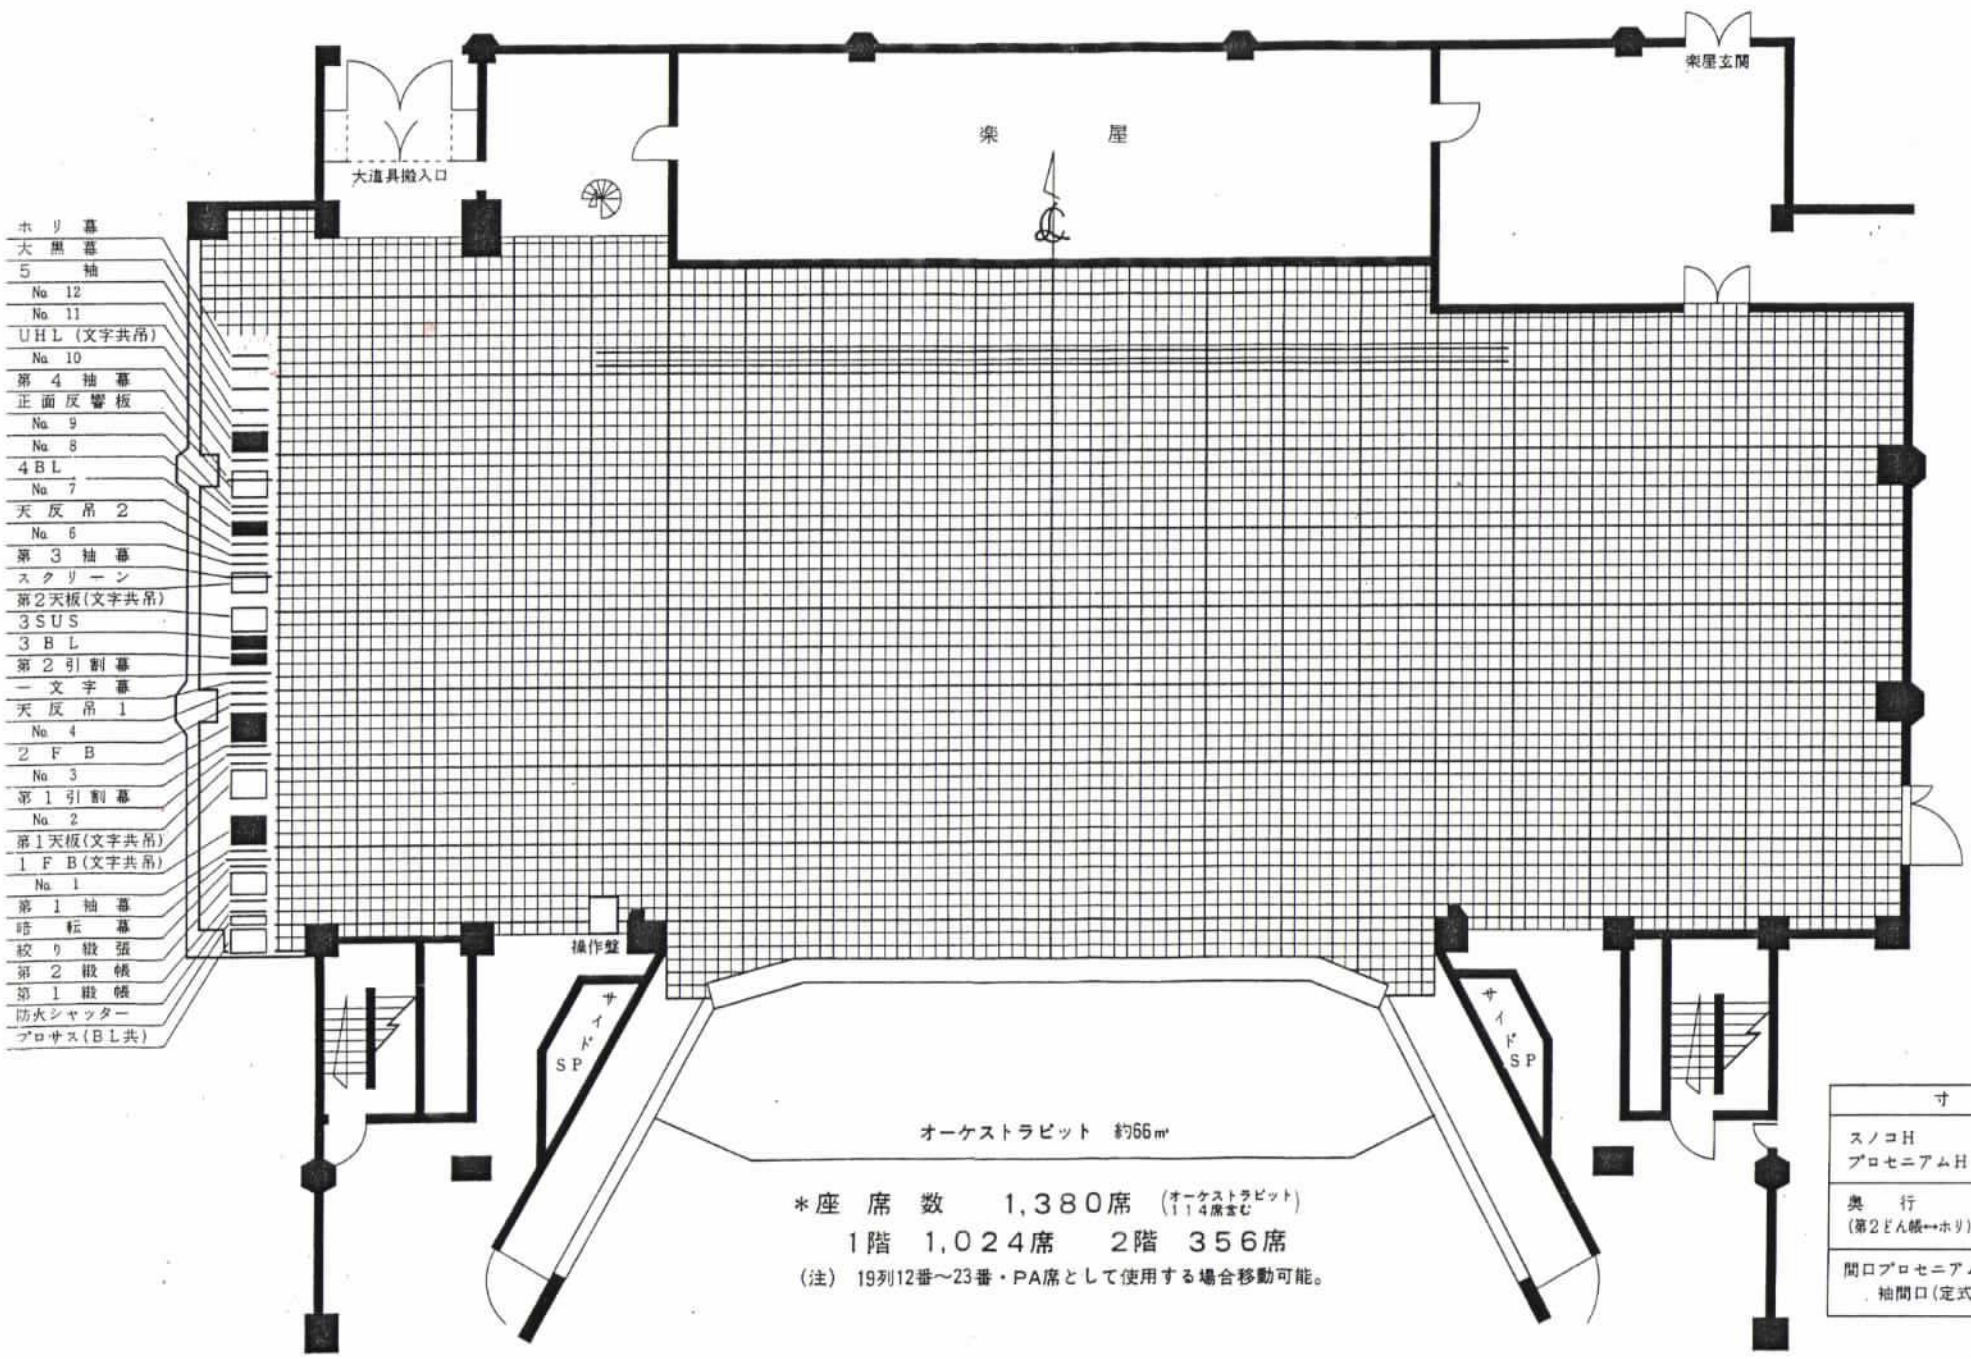 楽屋玄関
楽屋
大道具搬入口
ホリ幕
大黒幕
5袖
No. 12
No. 11
UHL (文字共吊)
No. 10
第4袖幕
正面反響板
No. 9
No. 8
4BL
No. 7
天反吊2
No. 6
第3袖幕
スクリーン
第2天板(文字共吊)
3SUS
3BL
第2引割幕
一文字幕
天反吊1
No. 4
2FB
No. 3
第1引割幕
No. 2
第1天板(文字共吊)
1FB(文字共吊)
No. 1
第1袖幕
暗転幕
絞り緞張
第2緞帳
第1緞帳
防火シャッター
プロサス(BL共)
操作盤
サイドSP
サイドSP
オーケストラピット 約66㎡
*座席数 1,380席 (オーケストラピット114席含む)
1階 1,024席 2階 356席
(注) 19列12番〜23番・PA席として使用する場合移動可能。
寸
スノコH
プロセニアムH
奥行
(第2どん帳↔ホリ)
間口プロセニアム
袖間口(定式